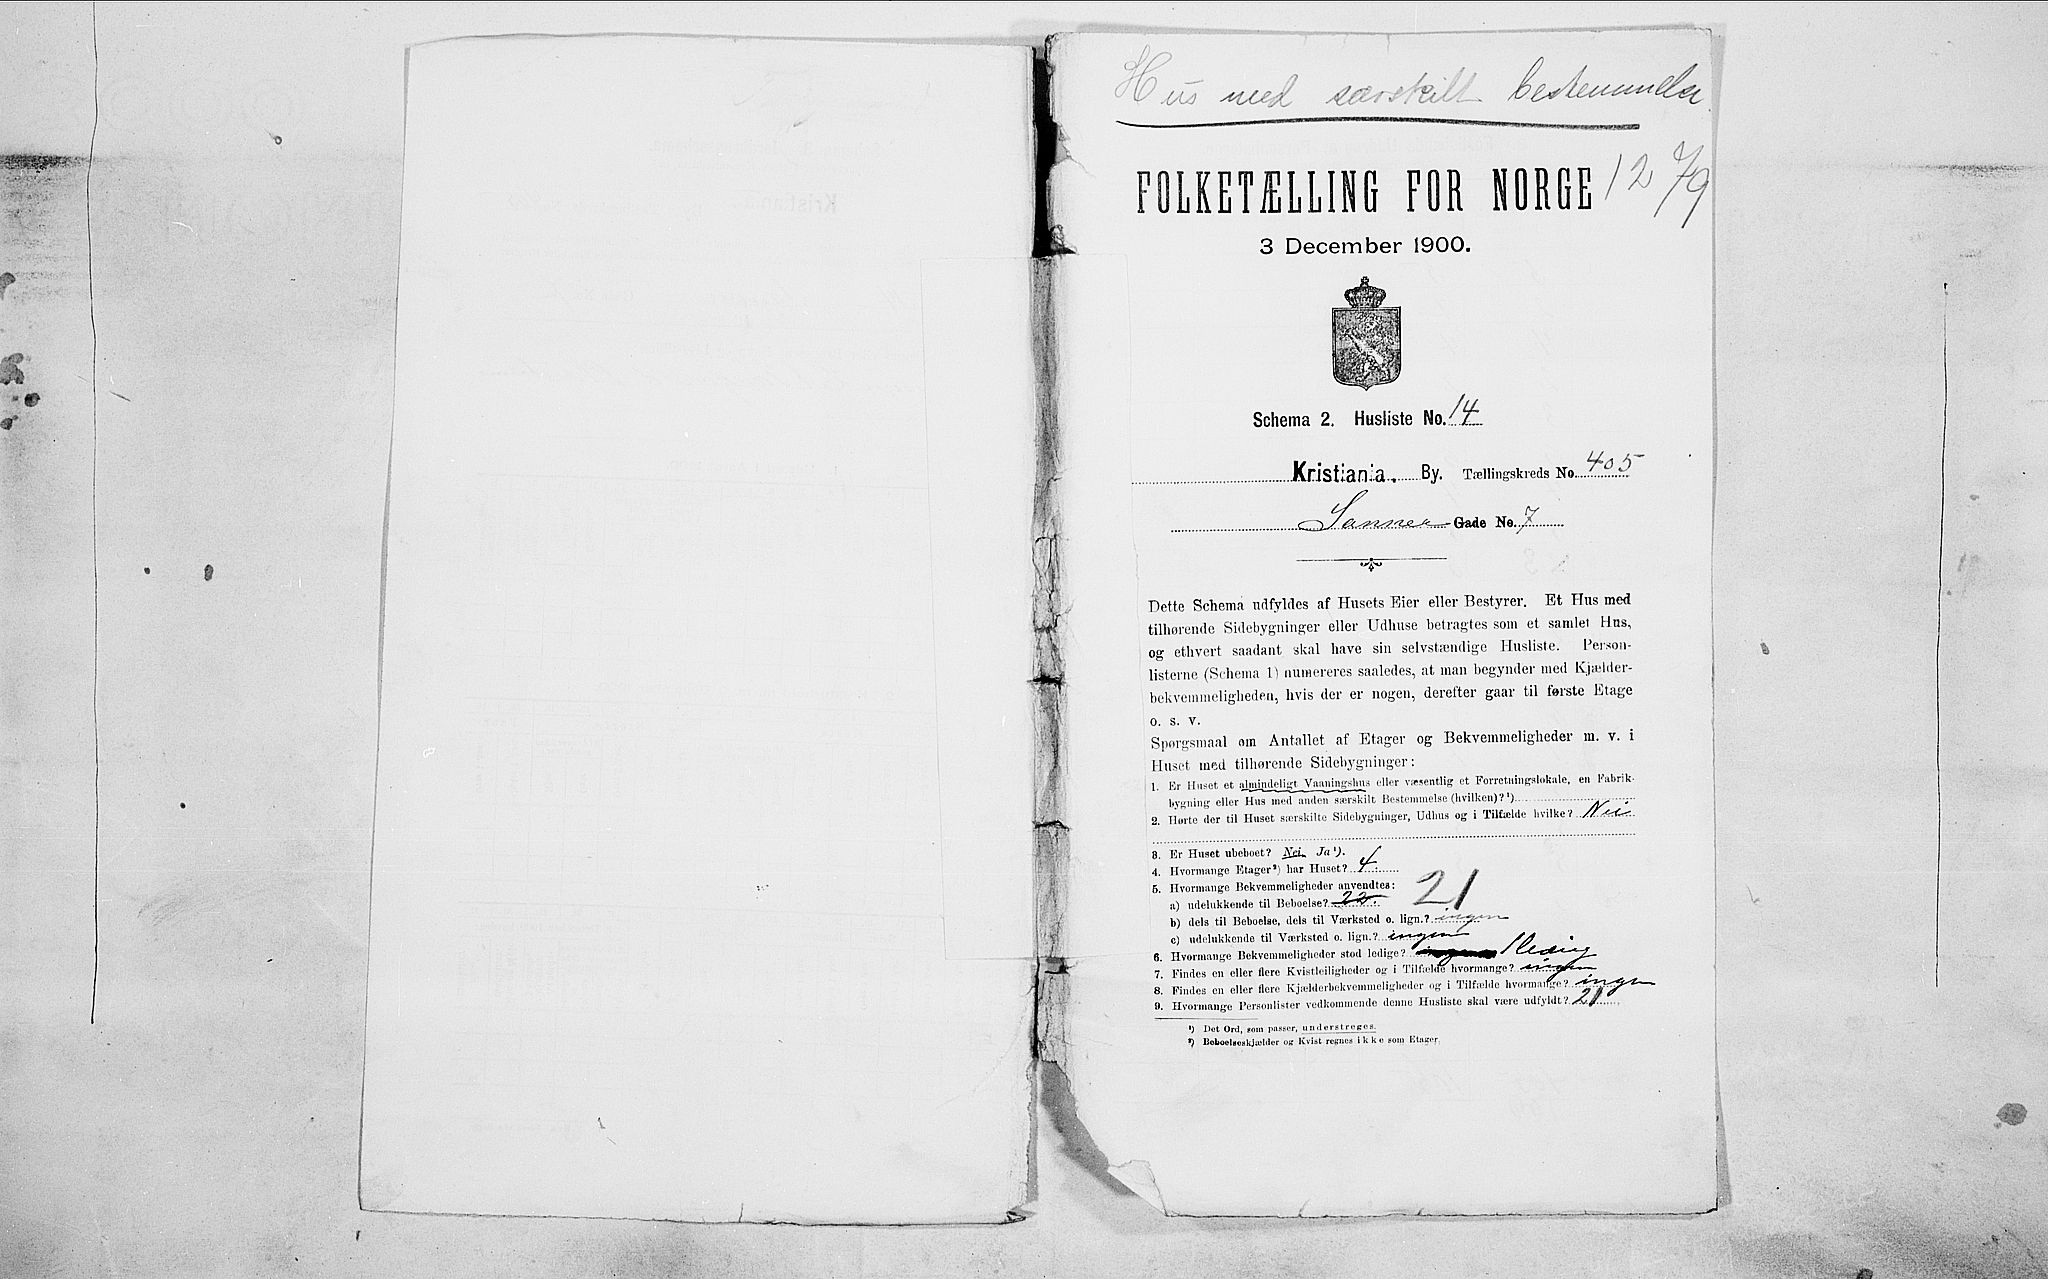 Hus med særskilt bestemmelse.
FOLKETÆLLING FOR NORGE 12 79
3 December 1900.
Schema 2. Husliste No. 14
Kristiania. By. Tællingskreds No. 405
Sanner Gade No. 7
Dette Schema udfyldes af Husets Eier eller Bestyrer. Et Hus med
tilhørende Sidebygninger eller Udhuse betragtes som et samlet Hus,
og ethvert saadant skal have sin selvstændige Husliste. Person-
listerne (Schema 1) numereres saaledes, at man begynder med Kjælder-
bekvemmeligheden, hvis der er nogen, derefter gaar til første Etage
o. s. v.
Spørgsmaal om Antallet af Etager og Bekvemmeligheder m. v. i
Huset med tilhørende Sidebygninger:
1. Er Huset et almindeligt Vaaningshus eller væsentlig et Forretningslokale, en Fabrik-
bygning eller Hus med anden særskilt Bestemmelse (hvilken)?¹)
2. Hørte der til Huset særskilte Sidebygninger, Udhus og i Tilfælde hvilke? Nei
3. Er Huset ubeboet? Nei. Ja¹).
4. Hvormange Etager²) har Huset? 4.
5. Hvormange Bekvemmeligheder anvendtes:
a) udelukkende til Beboelse? 22. 21
b) dels til Beboelse, dels til Værksted o. lign.? ingen
c) udelukkende til Værksted o. lign.? ingen
6. Hvormange Bekvemmeligheder stod ledige? 1 ledig
7. Findes en eller flere Kvistleiligheder og i Tilfælde hvormange? ingen
8. Findes en eller flere Kjælderbekvemmeligheder og i Tilfælde hvormange? ingen
9. Hvormange Personlister vedkommende denne Husliste skal være udfyldt? 21
¹) Det Ord, som passer, understreges.
²) Beboelseskjælder og Kvist regnes ikke som Etager.